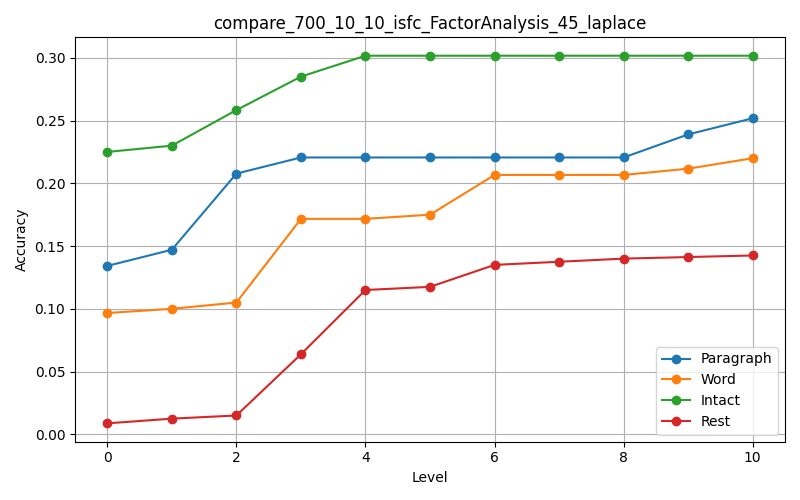 compare_700_10_10_isfc_FactorAnalysis_45_laplace
Accuracy
0.30
0.25
0.20
0.15
0.10
0.05
0.00
0 2 4 6 8 10
Level
Paragraph
Word
Intact
Rest